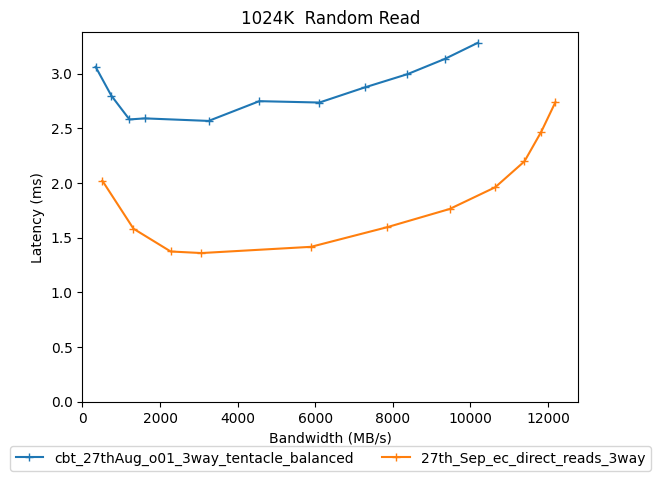 1024K  Random Read
Latency (ms)
3.0
2.5
2.0
1.5
1.0
0.5
0.0
0 2000 4000 6000 8000 10000 12000
Bandwidth (MB/s)
cbt_27thAug_o01_3way_tentacle_balanced 27th_Sep_ec_direct_reads_3way